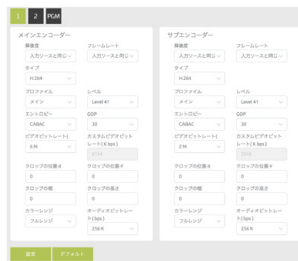 1 2 PGM
メインエンコーダー
解像度 フレームレート
入力ソースと同じ 入力ソースと同じ
タイプ
H.264
プロファイル レベル
メイン Level 41
エントロピー GOP
CABAC 30
ビデオビットレート( カスタムビデオビット
レート(Kbps)
6 M
クロップの位置 x クロップの位置 y
0 0
クロップの幅 クロップの高さ
0 0
カラーレンジ オーディオビットレー
ト(bps)
フルレンジ 256 K
サブエンコーダー
解像度 フレームレート
入力ソースと同じ 入力ソースと同じ
タイプ
H.264
プロファイル レベル
メイン Level 41
エントロピー GOP
CABAC 30
ビデオビットレート( カスタムビデオビット
レート(Kbps)
2 M
クロップの位置 x クロップの位置 y
0 0
クロップの幅 クロップの高さ
0 0
カラーレンジ オーディオビットレー
ト(bps)
フルレンジ 256 K
設定 デフォルト